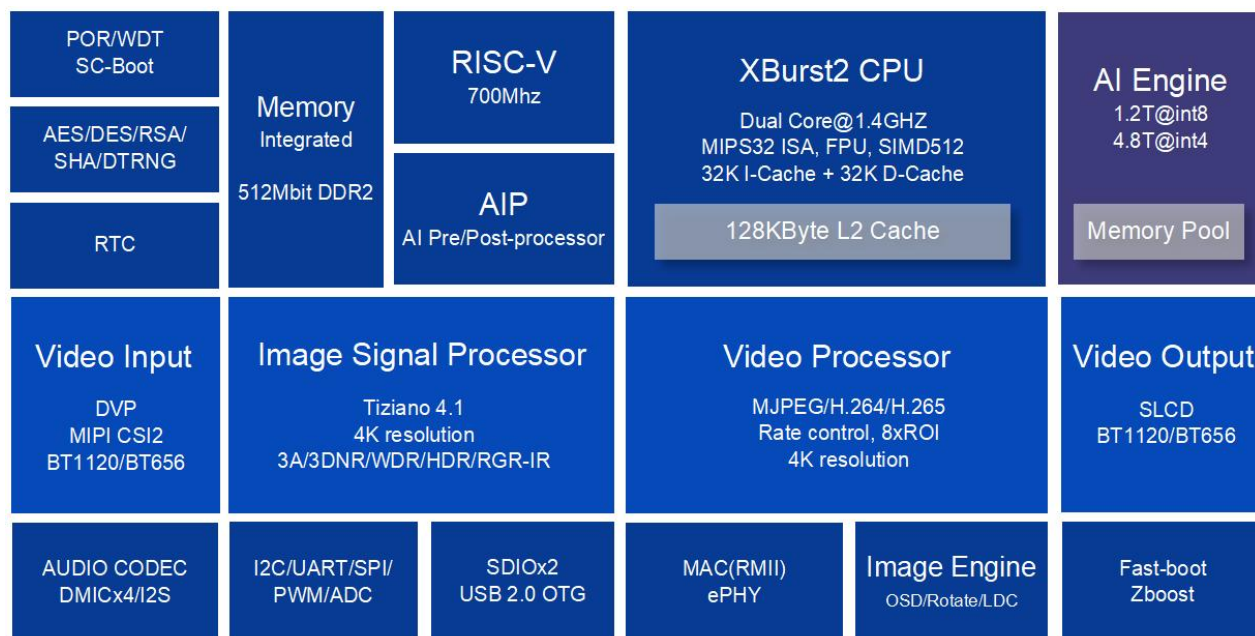 POR/WDT
SC-Boot
AES/DES/RSA/
SHA/DTRNG
RTC
Memory
Integrated
512Mbit DDR2
RISC-V
700Mhz
AIP
AI Pre/Post-processor
XBurst2 CPU
Dual Core@1.4GHZ
MIPS32 ISA, FPU, SIMD512
32K I-Cache + 32K D-Cache
128KByte L2 Cache
AI Engine
1.2T@int8
4.8T@int4
Memory Pool
Video Input
DVP
MIPI CSI2
BT1120/BT656
Image Signal Processor
Tiziano 4.1
4K resolution
3A/3DNR/WDR/HDR/RGR-IR
Video Processor
MJPEG/H.264/H.265
Rate control, 8xROI
4K resolution
Video Output
SLCD
BT1120/BT656
AUDIO CODEC
DMICx4/I2S
I2C/UART/SPI/
PWM/ADC
SDIOx2
USB 2.0 OTG
MAC(RMII)
ePHY
Image Engine
OSD/Rotate/LDC
Fast-boot
Zboost